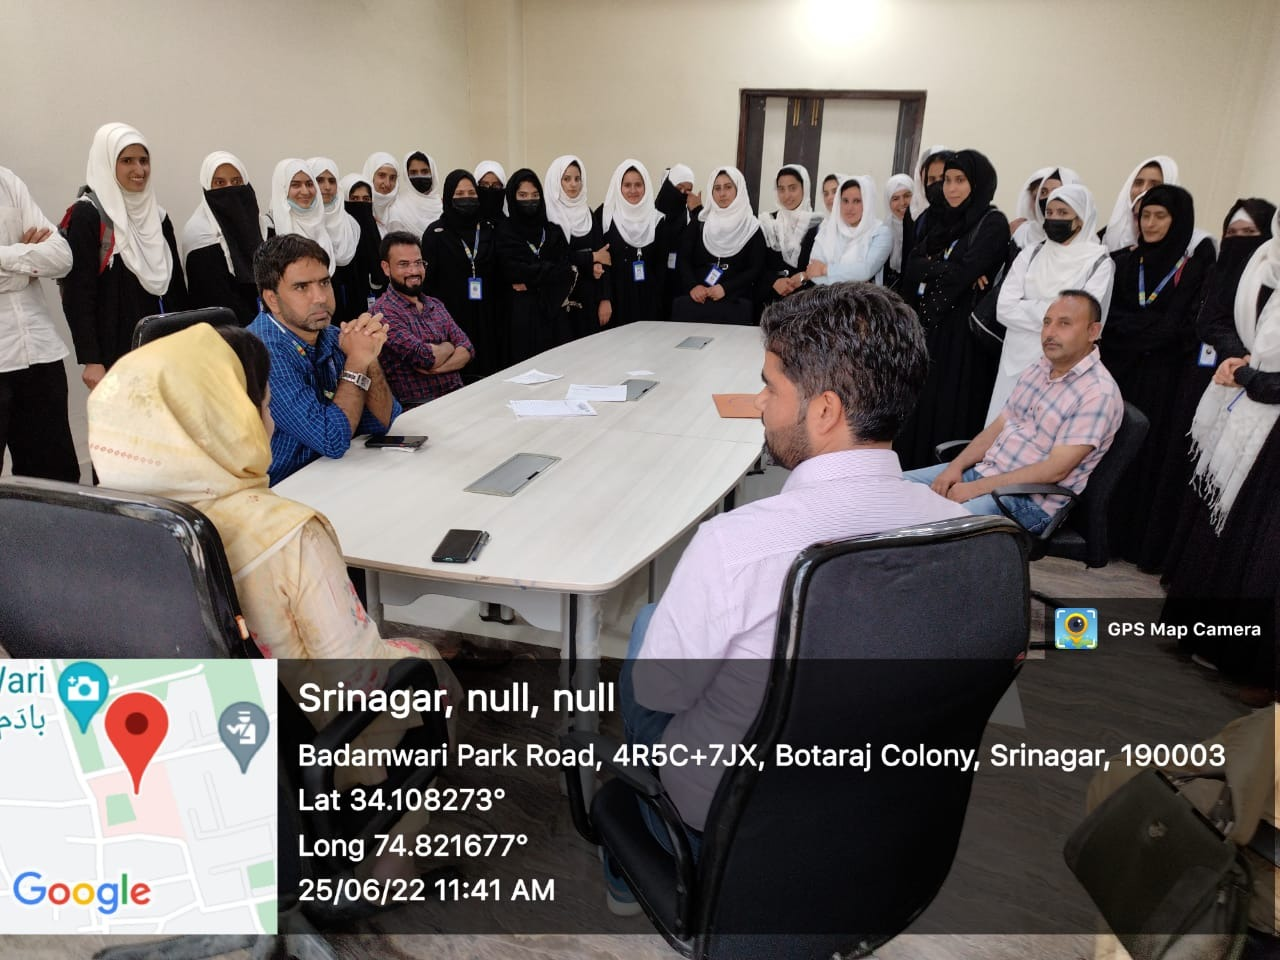 GPS Map Camera
Wari
بادَم
Google
Srinagar, null, null
Badamwari Park Road, 4R5C+7JX, Botaraj Colony, Srinagar, 190003
Lat 34.108273°
Long 74.821677°
25/06/22 11:41 AM